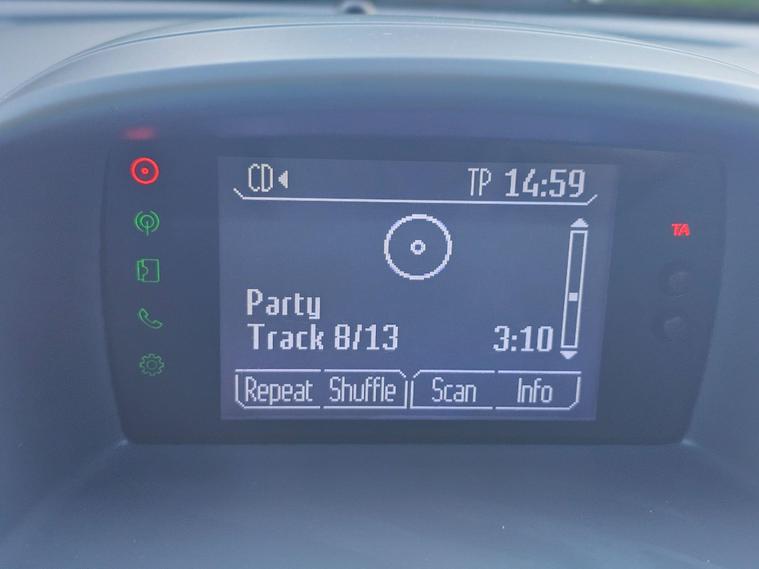 CD TP 14:59
TA
Party
Track 8/13 3:10
Repeat Shuffle Scan Info